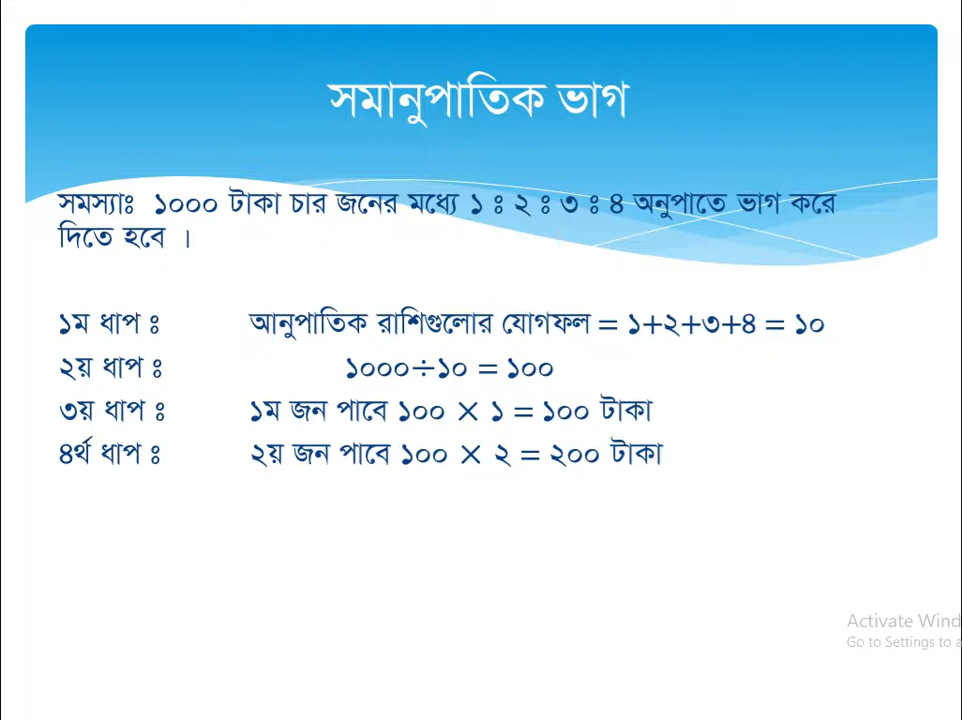 সমানুপাতিক ভাগ
সমস্যাঃ ১০০০ টাকা চার জনের মধ্যে ১ ঃ ২ ঃ ৩ ঃ ৪ অনুপাতে ভাগ করে
দিতে হবে ।
১ম ধাপ ঃ আনুপাতিক রাশিগুলোর যোগফল = ১+২+৩+৪ = ১০
২য় ধাপ ঃ ১০০০÷১০ = ১০০
৩য় ধাপ ঃ ১ম জন পাবে ১০০ × ১ = ১০০ টাকা
৪র্থ ধাপ ঃ ২য় জন পাবে ১০০ × ২ = ২০০ টাকা
Activate Wind
Go to Settings to a